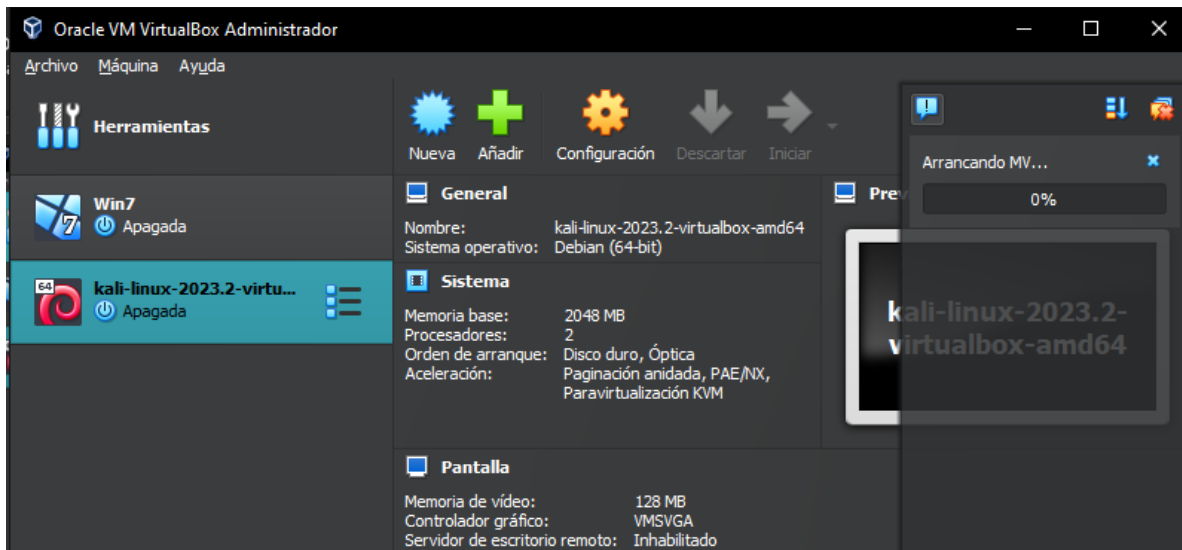 Oracle VM VirtualBox Administrador
Archivo Máquina Ayuda
Herramientas
Nueva Añadir Configuración Descartar Iniciar
Win7
Apagada
64
kali-linux-2023.2-virtu...
Apagada
General
Nombre: kali-linux-2023.2-virtualbox-amd64
Sistema operativo: Debian (64-bit)
Sistema
Memoria base: 2048 MB
Procesadores: 2
Orden de arranque: Disco duro, Óptica
Aceleración: Paginación anidada, PAE/NX,
Paravirtualización KVM
Pantalla
Memoria de vídeo: 128 MB
Controlador gráfico: VMSVGA
Servidor de escritorio remoto: Inhabilitado
Prev
kali-linux-2023.2-
virtualbox-amd64
Arrancando MV...
0%